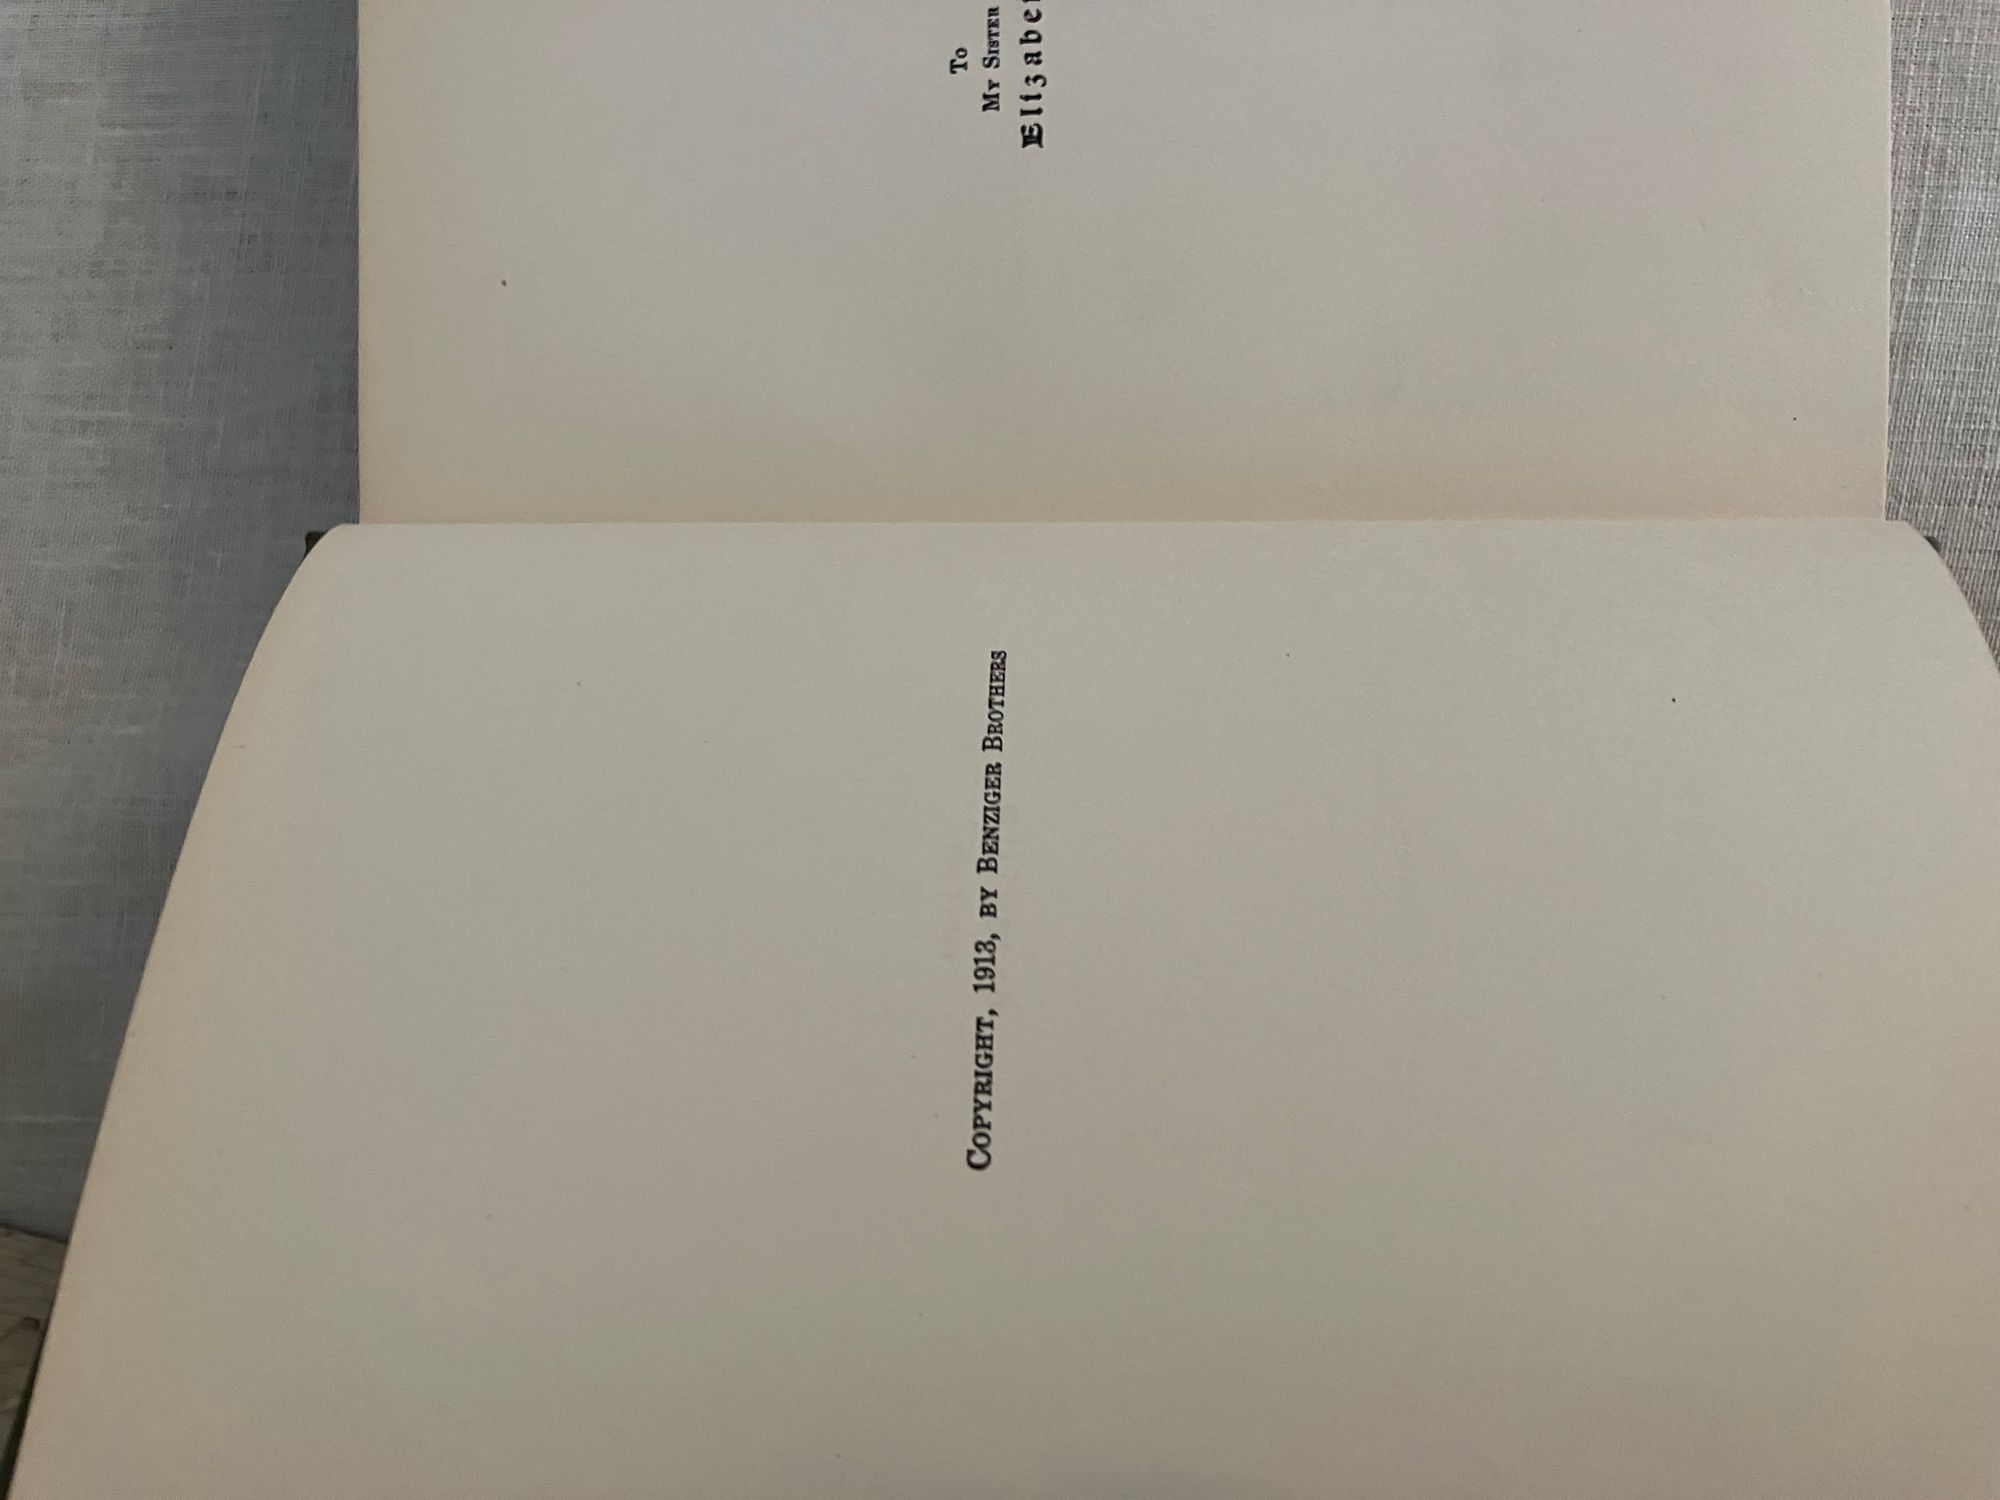 COPYRIGHT, 1913, BY BENZIGER BROTHERS
TO
MY SISTER